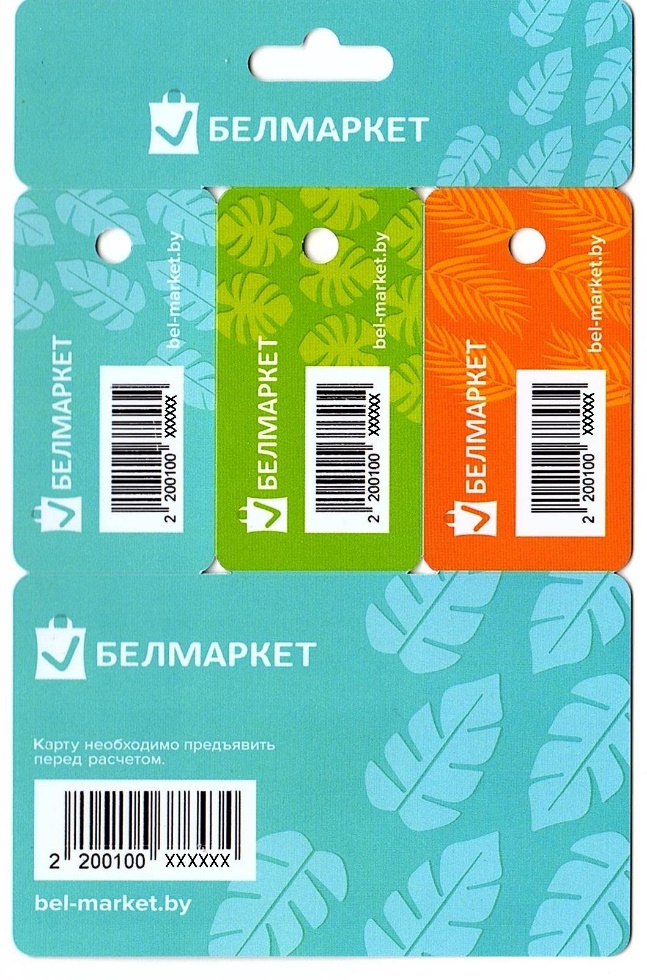 БЕЛМАРКЕТ
БЕЛМАРКЕТ
bel-market.by
2 200100 XXXXXX
БЕЛМАРКЕТ
bel-market.by
2 200100 XXXXXX
БЕЛМАРКЕТ
bel-market.by
2 200100 XXXXXX
БЕЛМАРКЕТ
Карту необходимо предъявить
перед расчетом.
2 200100 XXXXXX
bel-market.by